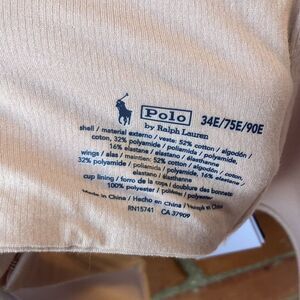 Polo 34E/75E/90E
by Ralph Lauren
shell / material externo / veste: 52% cotton / algodón /
coton, 32% polyamide / poliamida / polyamide,
16% elastane / elastano / élasthanne
wings / alas / maintien: 52% cotton / algodón / coton,
32% polyamide / poliamida / polyamide, 16% elastane /
elastano / élasthanne
cup lining / forro de la copa / doublure des bonnets
100% polyester / poliéster / polyester
Made in China / Hecho en China / en China
RN15741 CA 37909